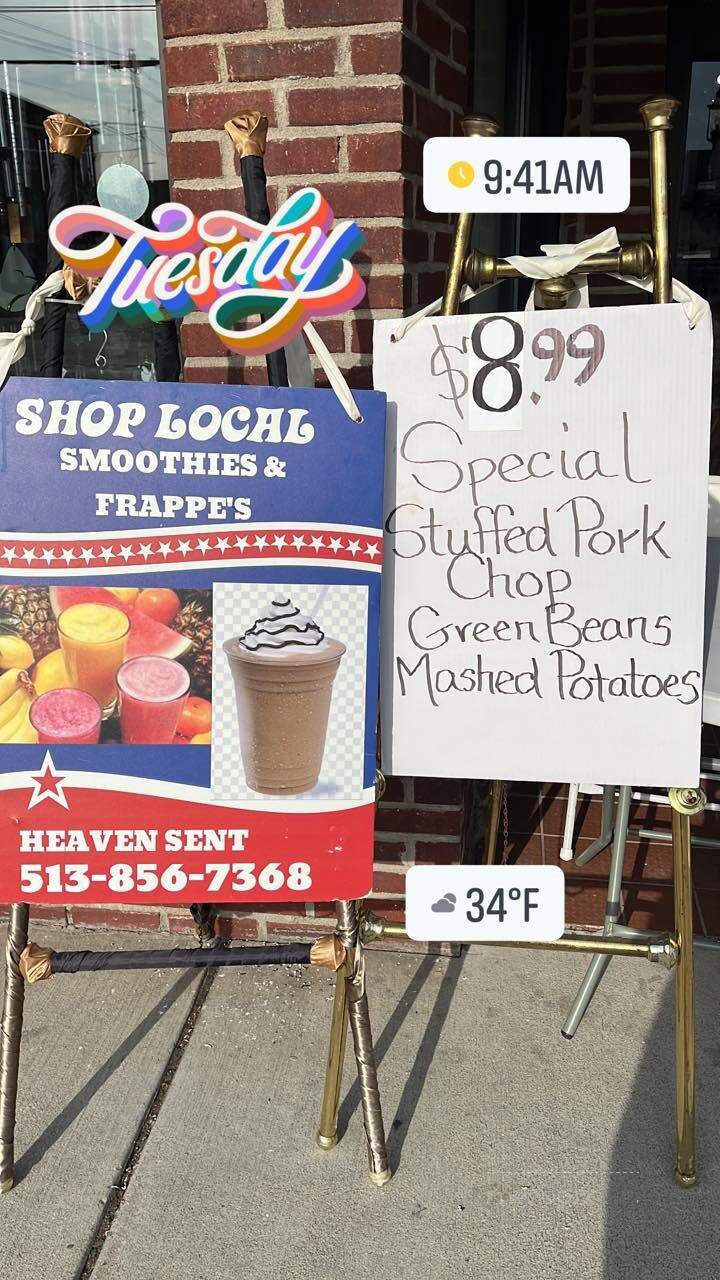 9:41AM
Tuesday
SHOP LOCAL
SMOOTHIES &
FRAPPE'S
HEAVEN SENT
513-856-7368
$8.99
Special
Stuffed Pork
Chop
Green Beans
Mashed Potatoes
34°F